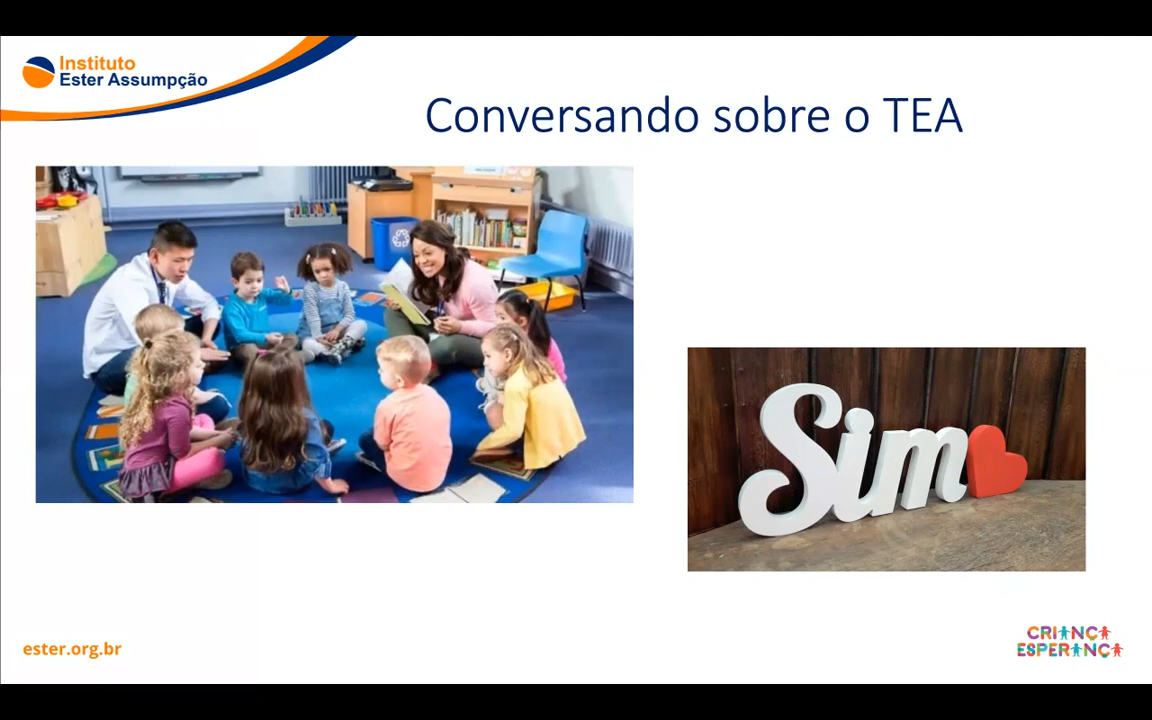 Instituto
Ester Assumpção
Conversando sobre o TEA
Sim
ester.org.br
CRIANÇA
ESPERANÇA